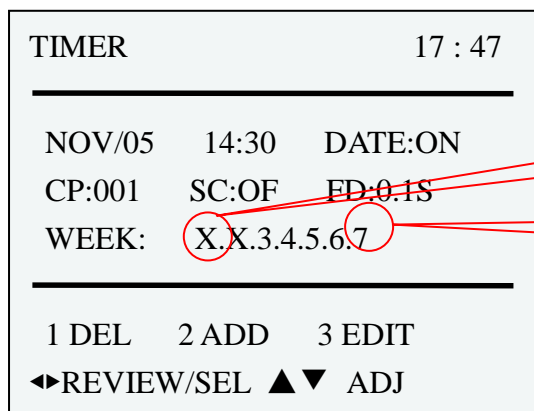 TIMER 17 : 47
NOV/05 14:30 DATE:ON
CP:001 SC:OF FD:0.1S
WEEK: X.X.3.4.5.6.7
1 DEL 2 ADD 3 EDIT
◄►REVIEW/SEL ▲▼ ADJ